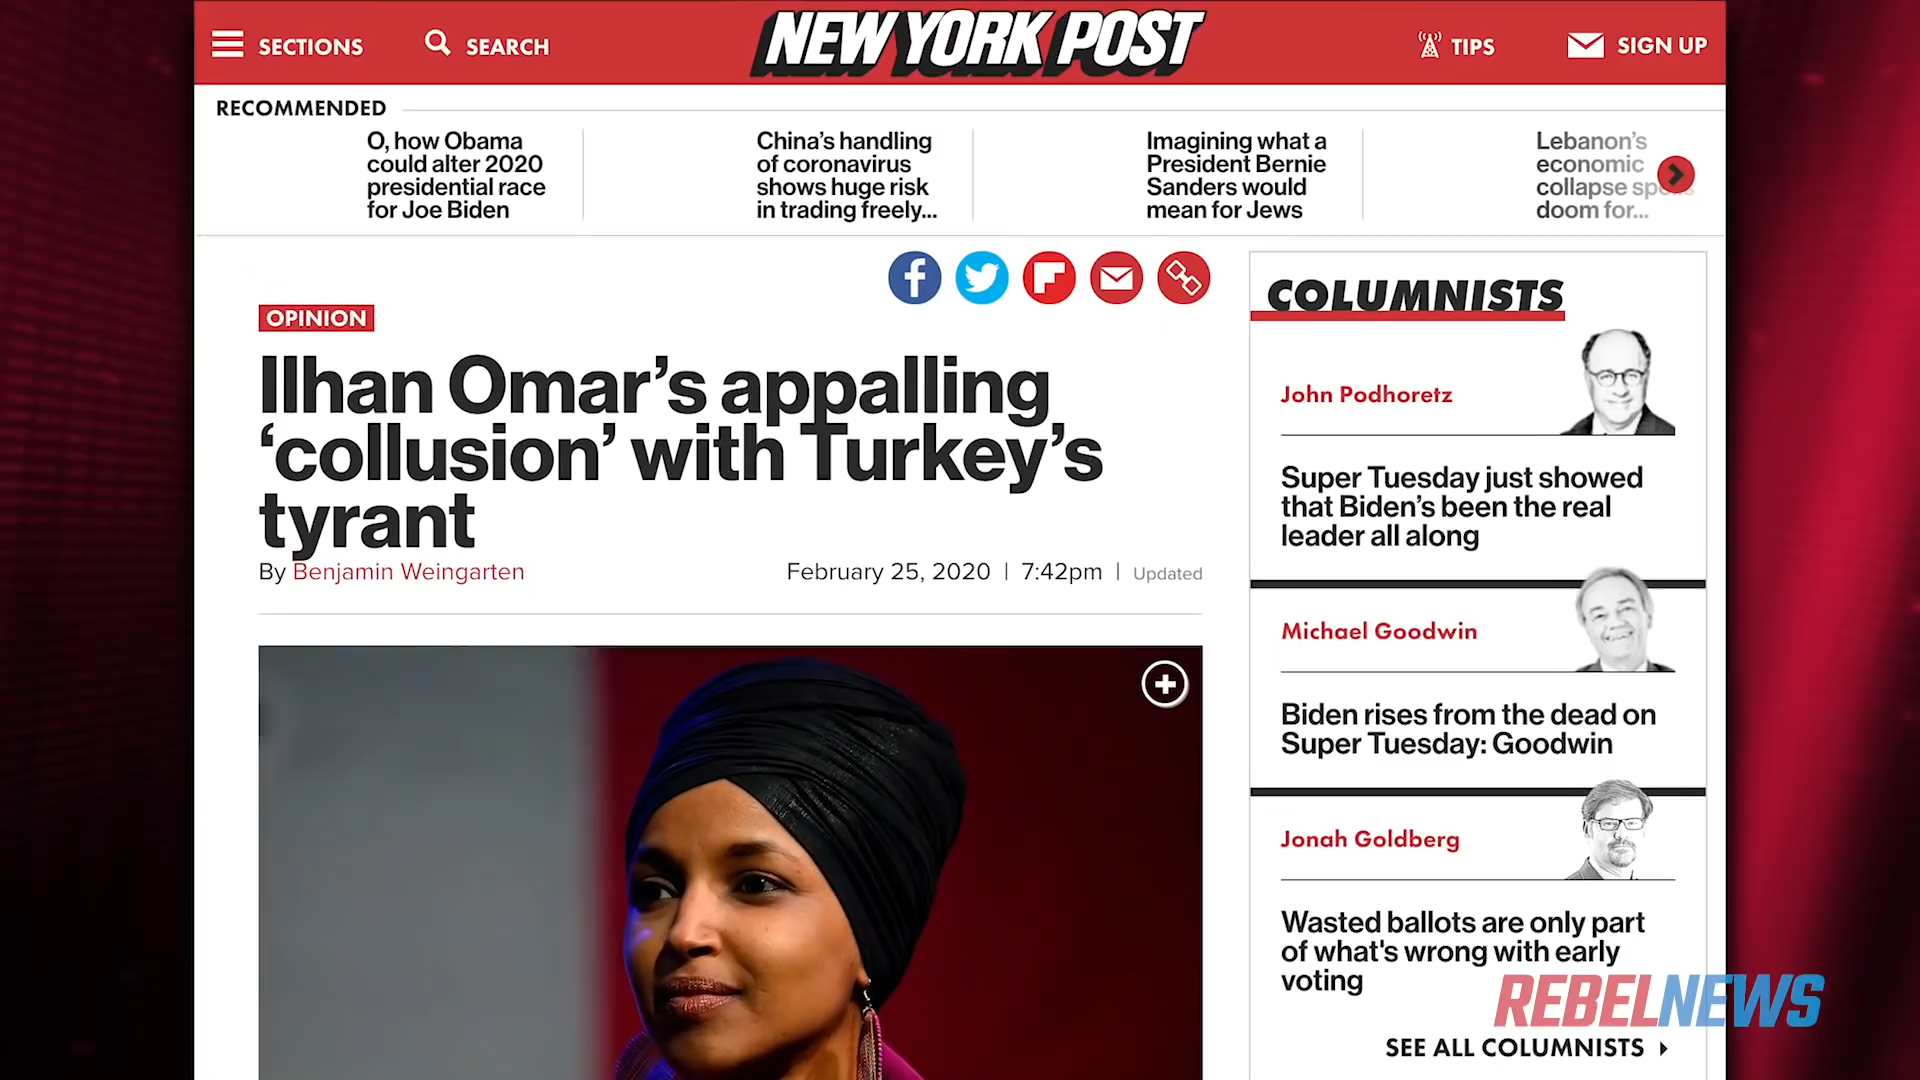 SECTIONS
SEARCH
NEW YORK POST
TIPS
SIGN UP
RECOMMENDED
O, how Obama
could alter 2020
presidential race
for Joe Biden
China's handling
of coronavirus
shows huge risk
in trading freely...
Imagining what a
President Bernie
Sanders would
mean for Jews
Lebanon's
economic
collapse
doom for...
OPINION
Ilhan Omar's appalling
'collusion' with Turkey's
tyrant
By Benjamin Weingarten
February 25, 2020 | 7:42pm | Updated
COLUMNISTS
John Podhoretz
Super Tuesday just showed
that Biden's been the real
leader all along
Michael Goodwin
Biden rises from the dead on
Super Tuesday: Goodwin
Jonah Goldberg
Wasted ballots are only part
of what's wrong with early
voting
REBELNEWS
SEE ALL COLUMNISTS